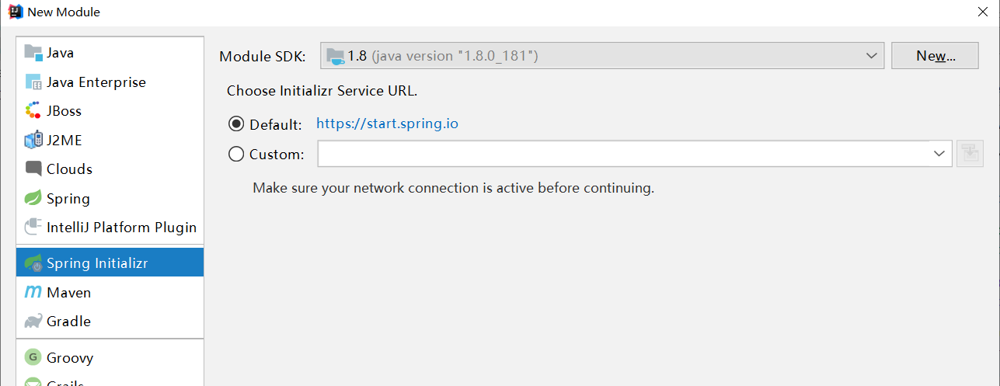 New Module
Java
Java Enterprise
JBoss
J2ME
Clouds
Spring
IntelliJ Platform Plugin
Spring Initializr
Maven
Gradle
Groovy
Grails
Module SDK: 1.8 (java version "1.8.0_181") New...
Choose Initializr Service URL.
Default: https://start.spring.io
Custom:
Make sure your network connection is active before continuing.